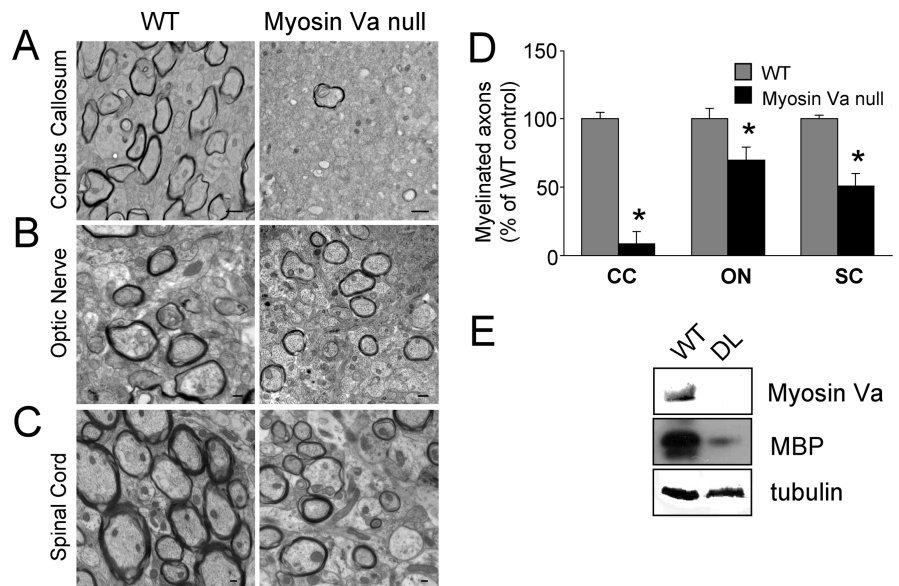 WT
Myosin Va null
A
Corpus Callosum
B
Optic Nerve
C
Spinal Cord
D
Myelinated axons
(% of WT control)
150
100
50
0
WT
Myosin Va null
*
*
*
CC
ON
SC
E
WT
DL
Myosin Va
MBP
tubulin